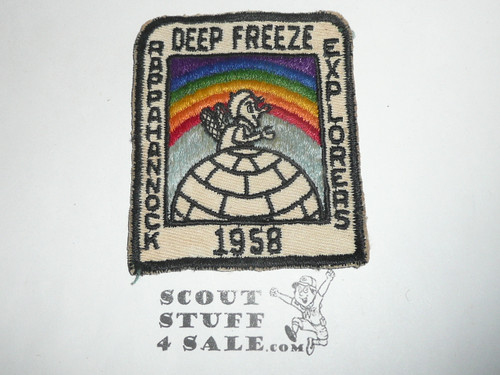 DEEP FREEZE
RAPPAHANNOCK
EXPLORERS
1958
SCOUT
STUFF
4 SALE.COM